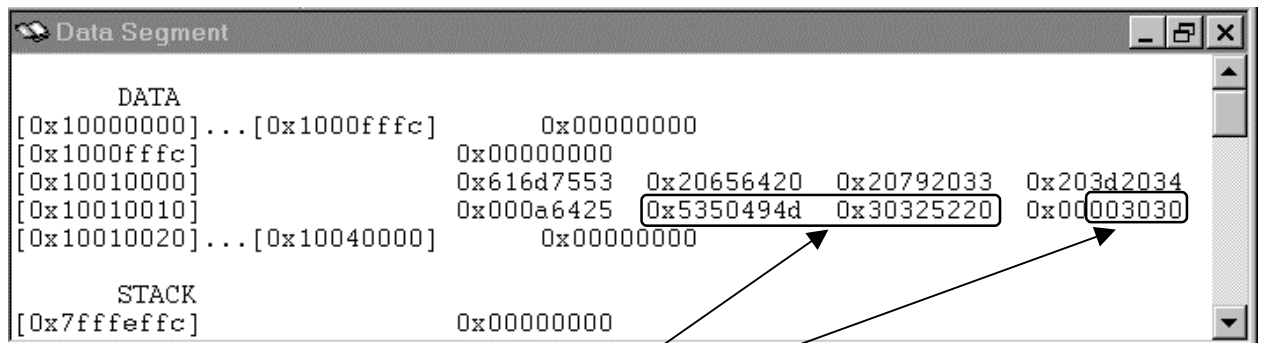 Data Segment
DATA
[0x10000000]...[0x1000fffc] 0x00000000
[0x1000fffc] 0x00000000
[0x10010000] 0x616d7553 0x20656420 0x20792033 0x203d2034
[0x10010010] 0x000a6425 0x5350494d 0x30325220 0x00003030
[0x10010020]...[0x10040000] 0x00000000
STACK
[0x7fffeffc] 0x00000000